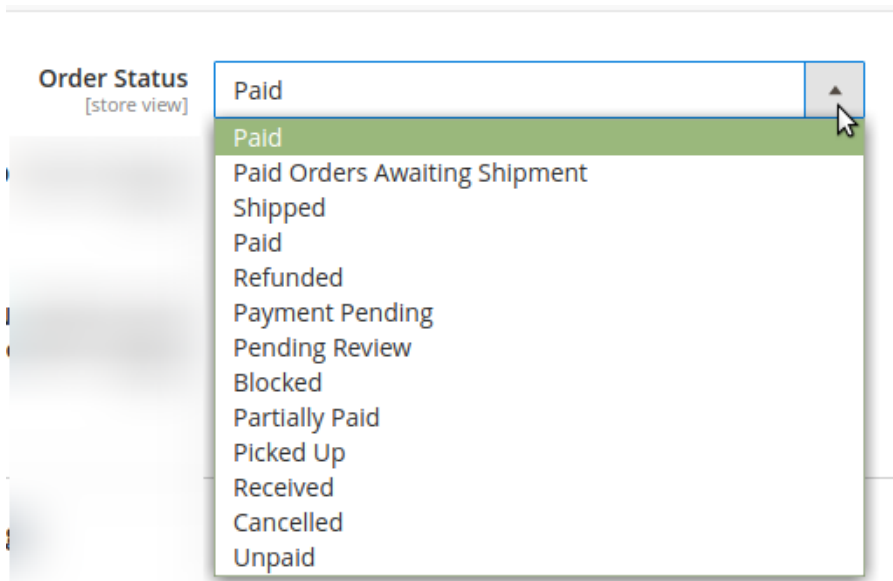 Order Status
[store view]
Paid
Paid
Paid Orders Awaiting Shipment
Shipped
Paid
Refunded
Payment Pending
Pending Review
Blocked
Partially Paid
Picked Up
Received
Cancelled
Unpaid